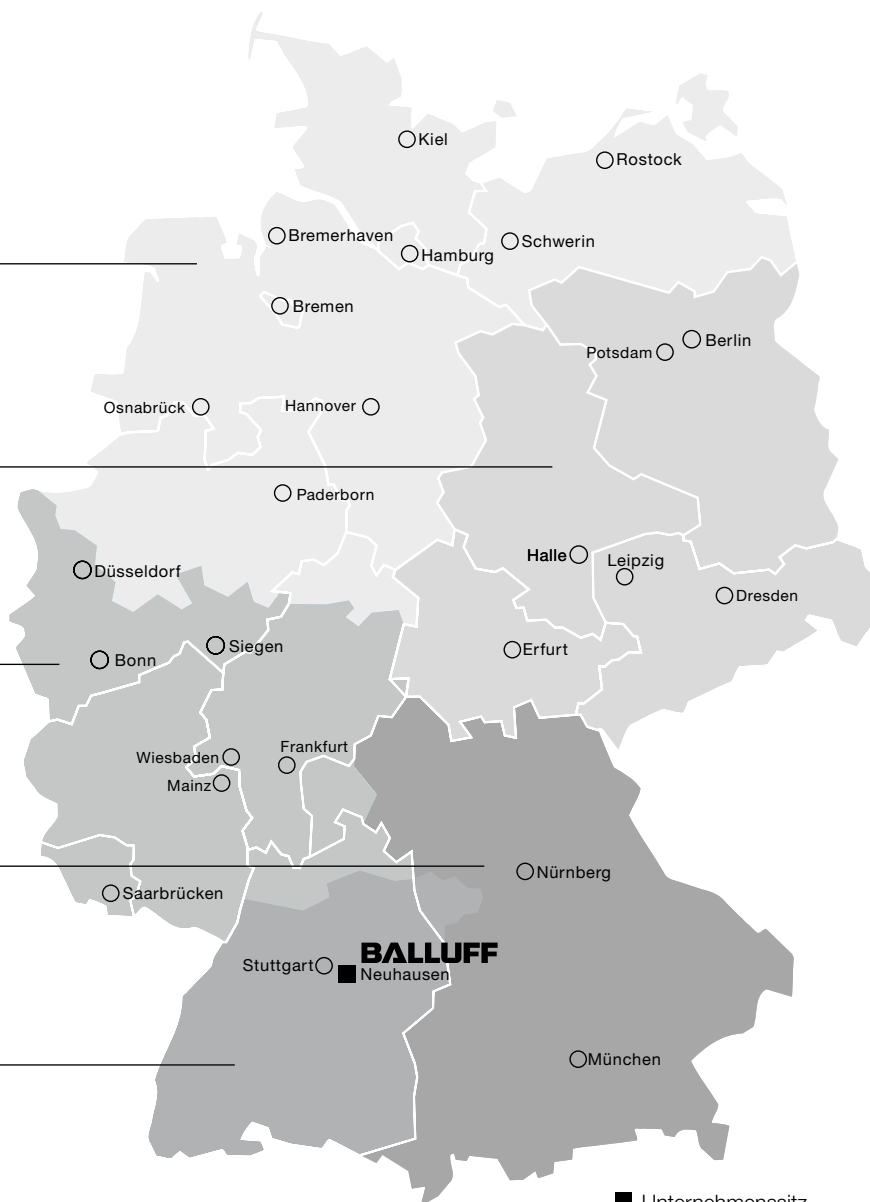 Kiel
Rostock
Bremerhaven
Schwerin
Hamburg
Bremen
Berlin
Potsdam
Osnabrück
Hannover
Paderborn
Halle
Leipzig
Düsseldorf
Dresden
Siegen
Erfurt
Bonn
Frankfurt
Wiesbaden
Mainz
Nürnberg
Saarbrücken
BALLUFF
Stuttgart
Neuhausen
München
Unternehmenssitz